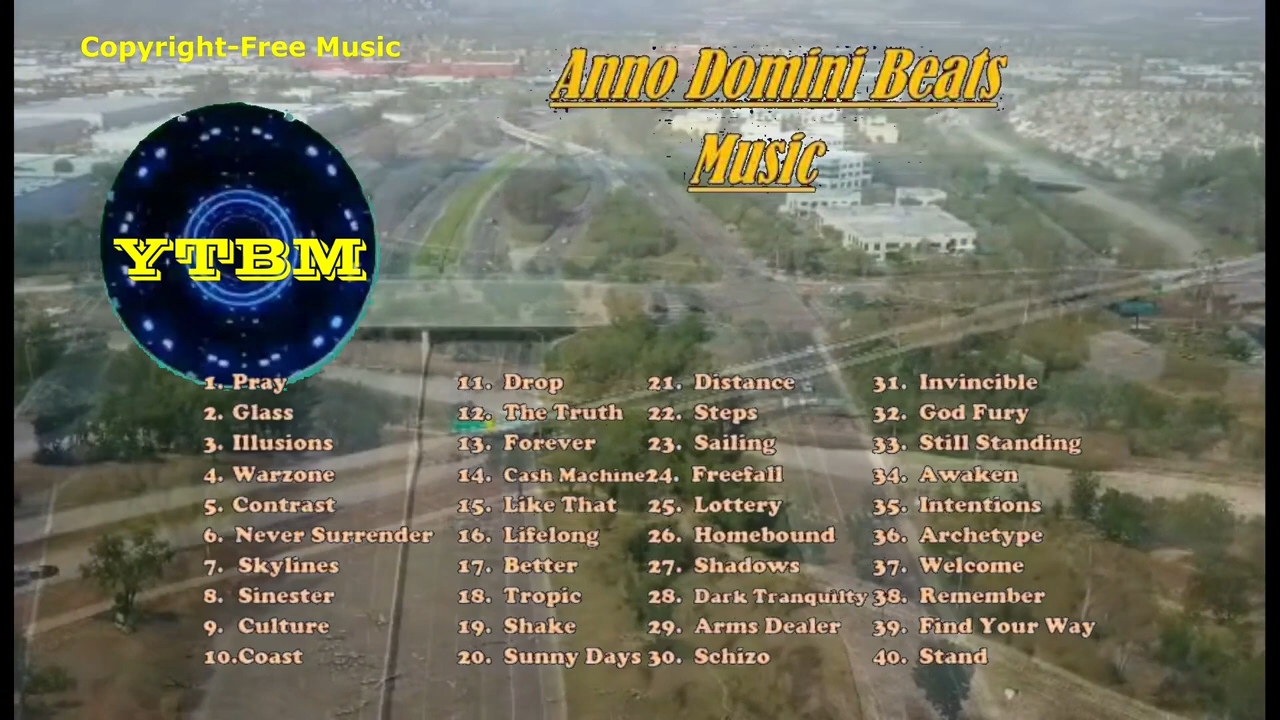 Copyright-Free Music
Anno Domini Beats
Music
YTBM
1. Pray
2. Glass
3. Illusions
4. Warzone
5. Contrast
6. Never Surrender
7. Skylines
8. Sinester
9. Culture
10.Coast
11. Drop
12. The Truth
13. Forever
14. Cash Machine
15. Like That
16. Lifelong
17. Better
18. Tropic
19. Shake
20. Sunny Days
21. Distance
22. Steps
23. Sailing
24. Freefall
25. Lottery
26. Homebound
27. Shadows
28. Dark Tranquilty
29. Arms Dealer
30. Schizo
31. Invincible
32. God Fury
33. Still Standing
34. Awaken
35. Intentions
36. Archetype
37. Welcome
38. Remember
39. Find Your Way
40. Stand